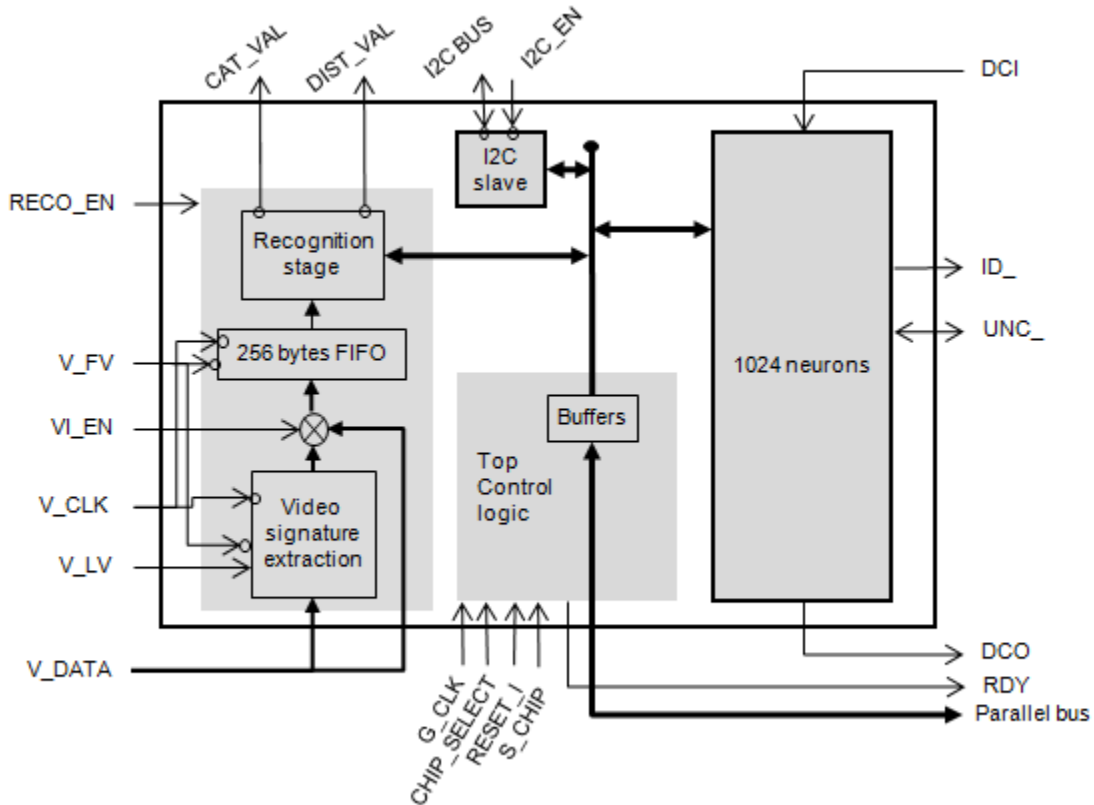 CAT_VAL
DIST_VAL
I2C BUS
I2C_EN
DCI
I2C
slave
RECO_EN
Recognition
stage
ID_
UNC_
V_FV
256 bytes FIFO
1024 neurons
VI_EN
Buffers
Top
Control
logic
V_CLK
Video
signature
extraction
V_LV
V_DATA
G_CLK
CHIP_SELECT
RESET_I
S_CHIP
DCO
RDY
Parallel bus